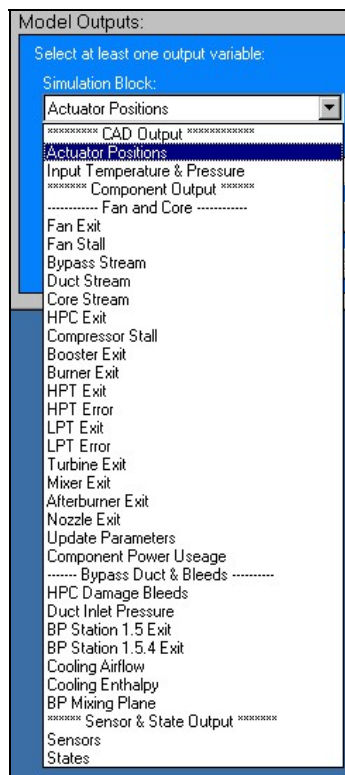 Model Outputs:
Select at least one output variable:
Simulation Block:
Actuator Positions
********* CAD Output ************
Actuator Positions
Input Temperature & Pressure
******* Component Output ******
----------- Fan and Core ------------
Fan Exit
Fan Stall
Bypass Stream
Duct Stream
Core Stream
HPC Exit
Compressor Stall
Booster Exit
Burner Exit
HPT Exit
HPT Error
LPT Exit
LPT Error
Turbine Exit
Mixer Exit
Afterburner Exit
Nozzle Exit
Update Parameters
Component Power Useage
------- Bypass Duct & Bleeds ---------
HPC Damage Bleeds
Duct Inlet Pressure
BP Station 1.5 Exit
BP Station 1.5.4 Exit
Cooling Airflow
Cooling Enthalpy
BP Mixing Plane
****** Sensor & State Output *******
Sensors
States